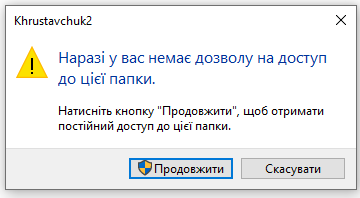 Khrustavchuk2
Наразі у вас немає дозволу на доступ
до цієї папки.
Натисніть кнопку "Продовжити", щоб отримати
постійний доступ до цієї папки.
Продовжити
Скасувати